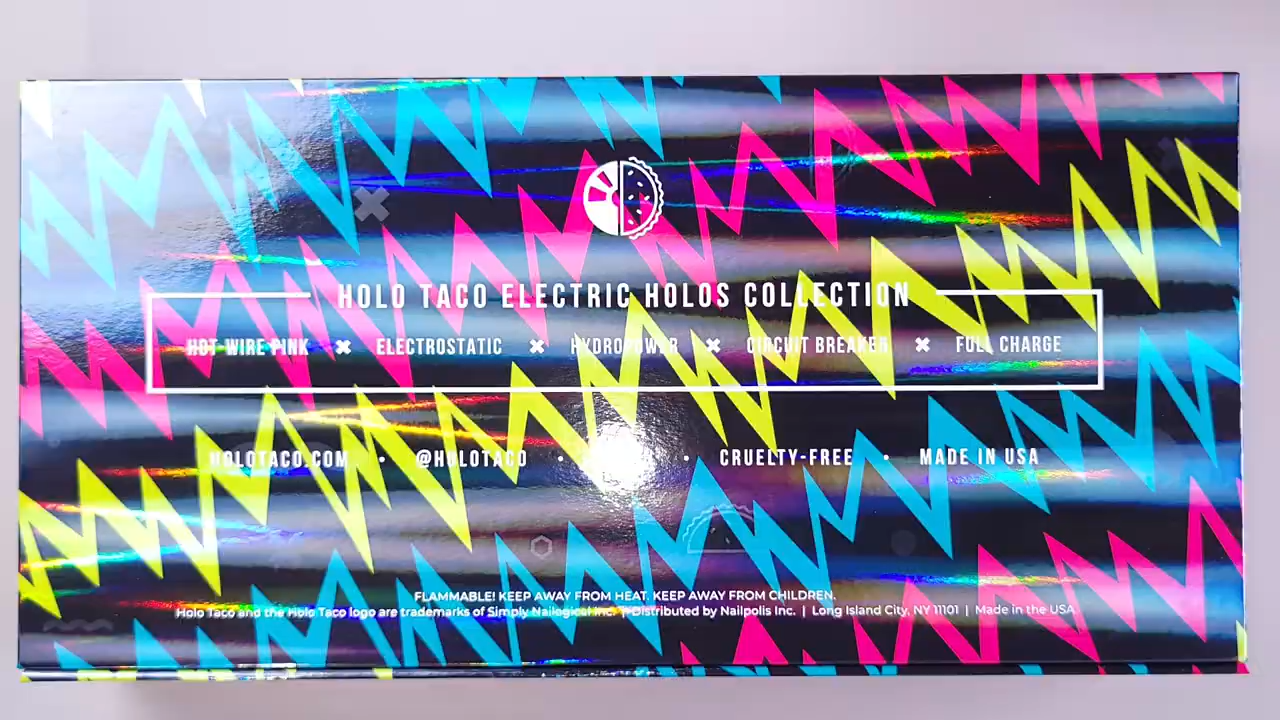 HOLO TACO ELECTRIC HOLOS COLLECTION
HOT-WIRE PINK ✖ ELECTROSTATIC ✖ HYDROPOWER ✖ CIRCUIT BREAKER ✖ FULL CHARGE
HOLOTACO.COM • @HOLOTACO • • CRUELTY-FREE • MADE IN USA
FLAMMABLE! KEEP AWAY FROM HEAT. KEEP AWAY FROM CHILDREN.
Holo Taco and the Holo Taco logo are trademarks of Simply Nailogical Inc. | Distributed by Nailpolis Inc. | Long Island City, NY 11101 | Made in the USA